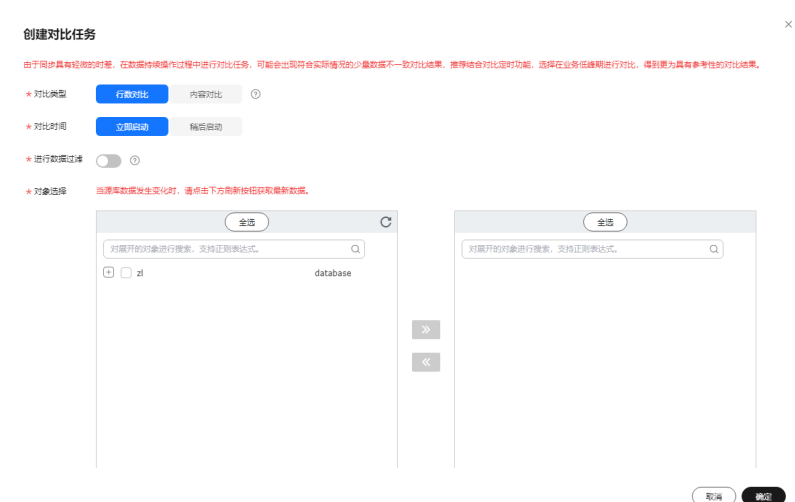 创建对比任务
由于同步具有轻微的时差，在数据持续操作过程中进行对比任务，可能会出现符合实际情况的少量数据不一致对比结果，推荐结合对比定时功能，选择在业务低峰期进行对比，得到更为具有参考性的对比结果。
* 对比类型 行数对比 内容对比
* 对比时间 立即启动 稍后启动
* 进行数据过滤
* 对象选择 当源库数据发生变化时，请点击下方刷新按钮获取最新数据。
全选 全选
对展开的对象进行搜索，支持正则表达式。 对展开的对象进行搜索，支持正则表达式。
zl database
取消 确定